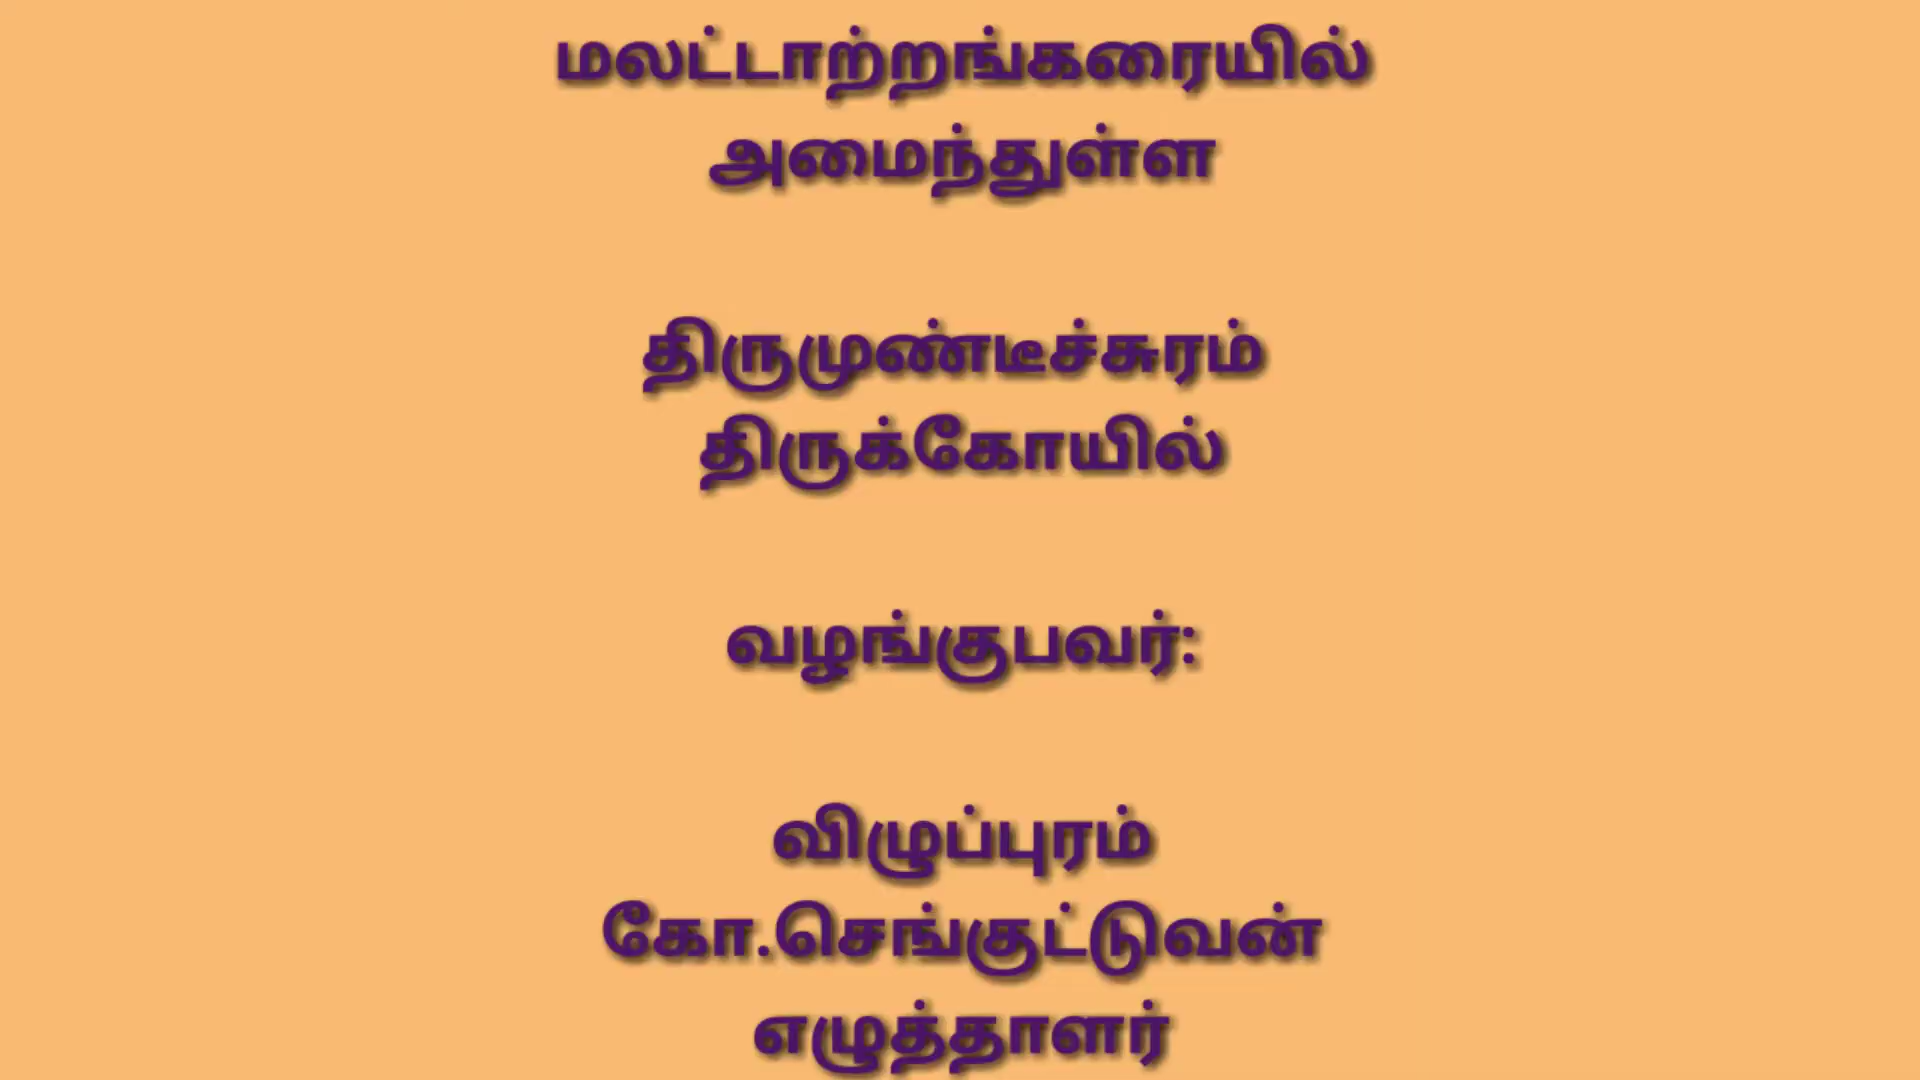 மலட்டாற்றங்கரையில்
அமைந்துள்ள
திருமுண்டீச்சுரம்
திருக்கோயில்
வழங்குபவர்:
விழுப்புரம்
கோ.செங்குட்டுவன்
எழுத்தாளர்